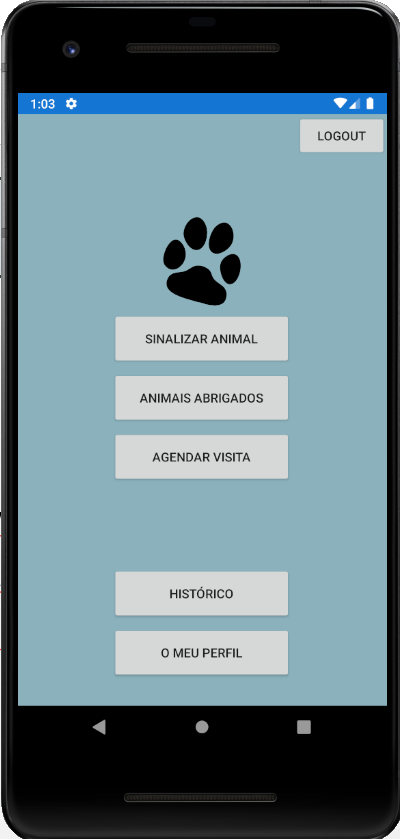 1:03
LOGOUT
SINALIZAR ANIMAL
ANIMAIS ABRIGADOS
AGENDAR VISITA
HISTÓRICO
O MEU PERFIL